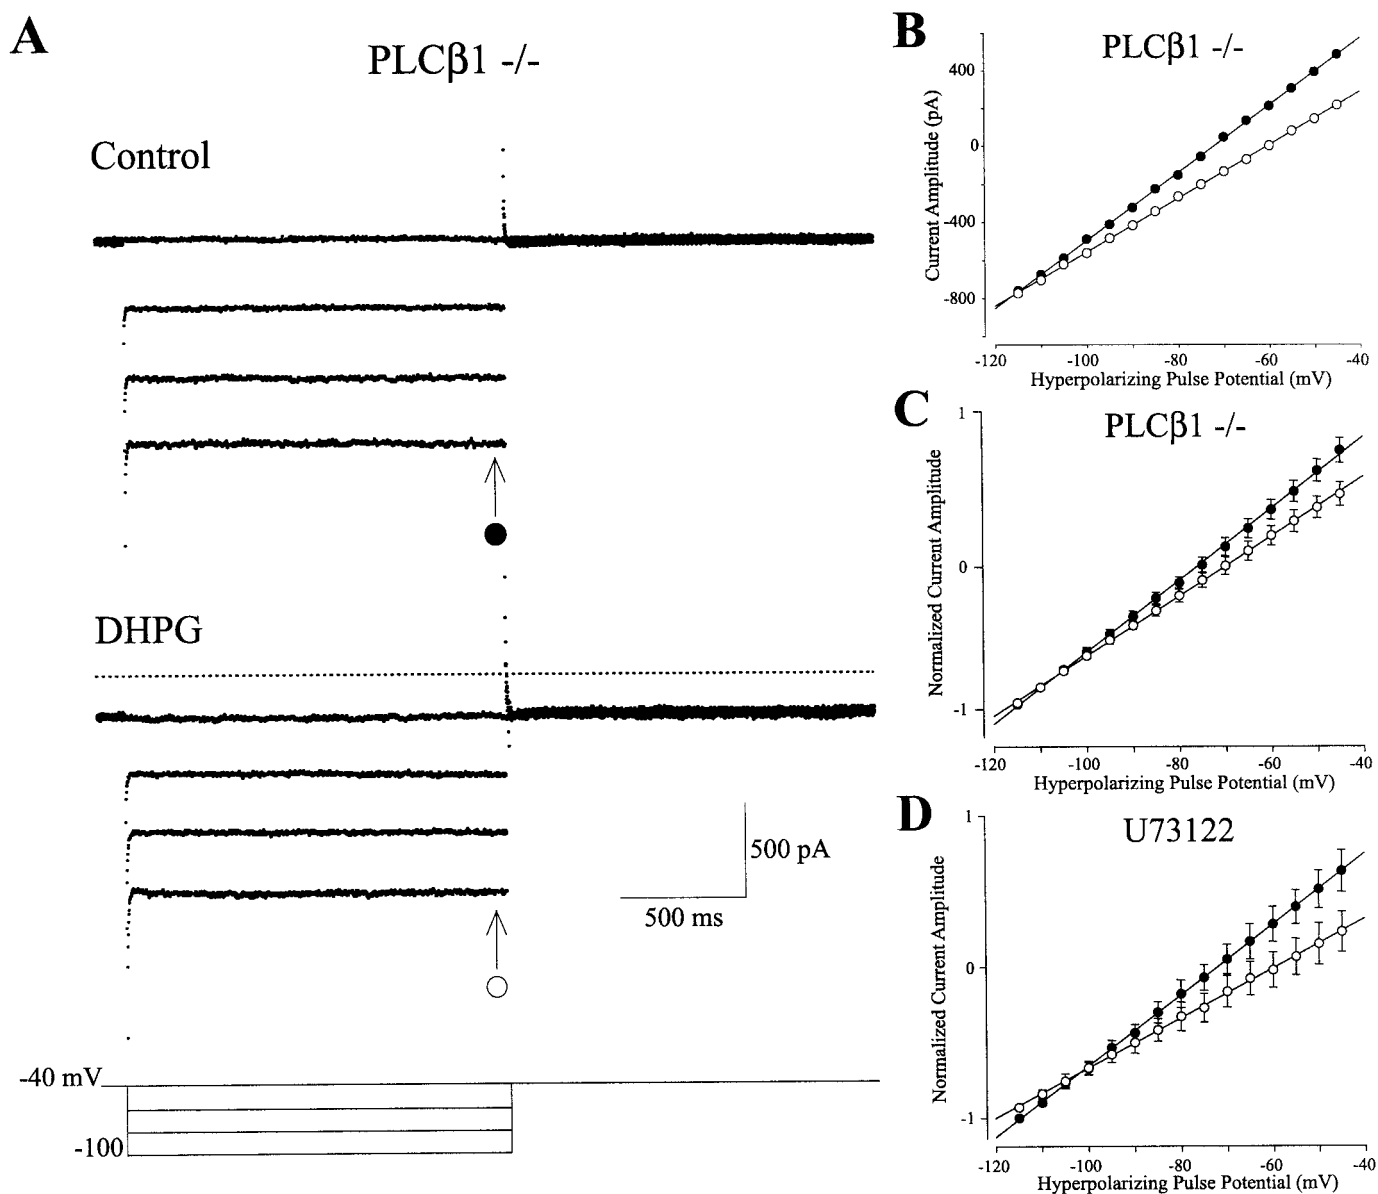 A
PLCβ1 -/-
Control
DHPG
500 pA
500 ms
-40 mV
-100
B
PLCβ1 -/-
Current Amplitude (pA)
400
0
-400
-800
-120
-100
-80
-60
-40
Hyperpolarizing Pulse Potential (mV)
C
PLCβ1 -/-
Normalized Current Amplitude
1
0
-1
-120
-100
-80
-60
-40
Hyperpolarizing Pulse Potential (mV)
D
U73122
Normalized Current Amplitude
1
0
-1
-120
-100
-80
-60
-40
Hyperpolarizing Pulse Potential (mV)